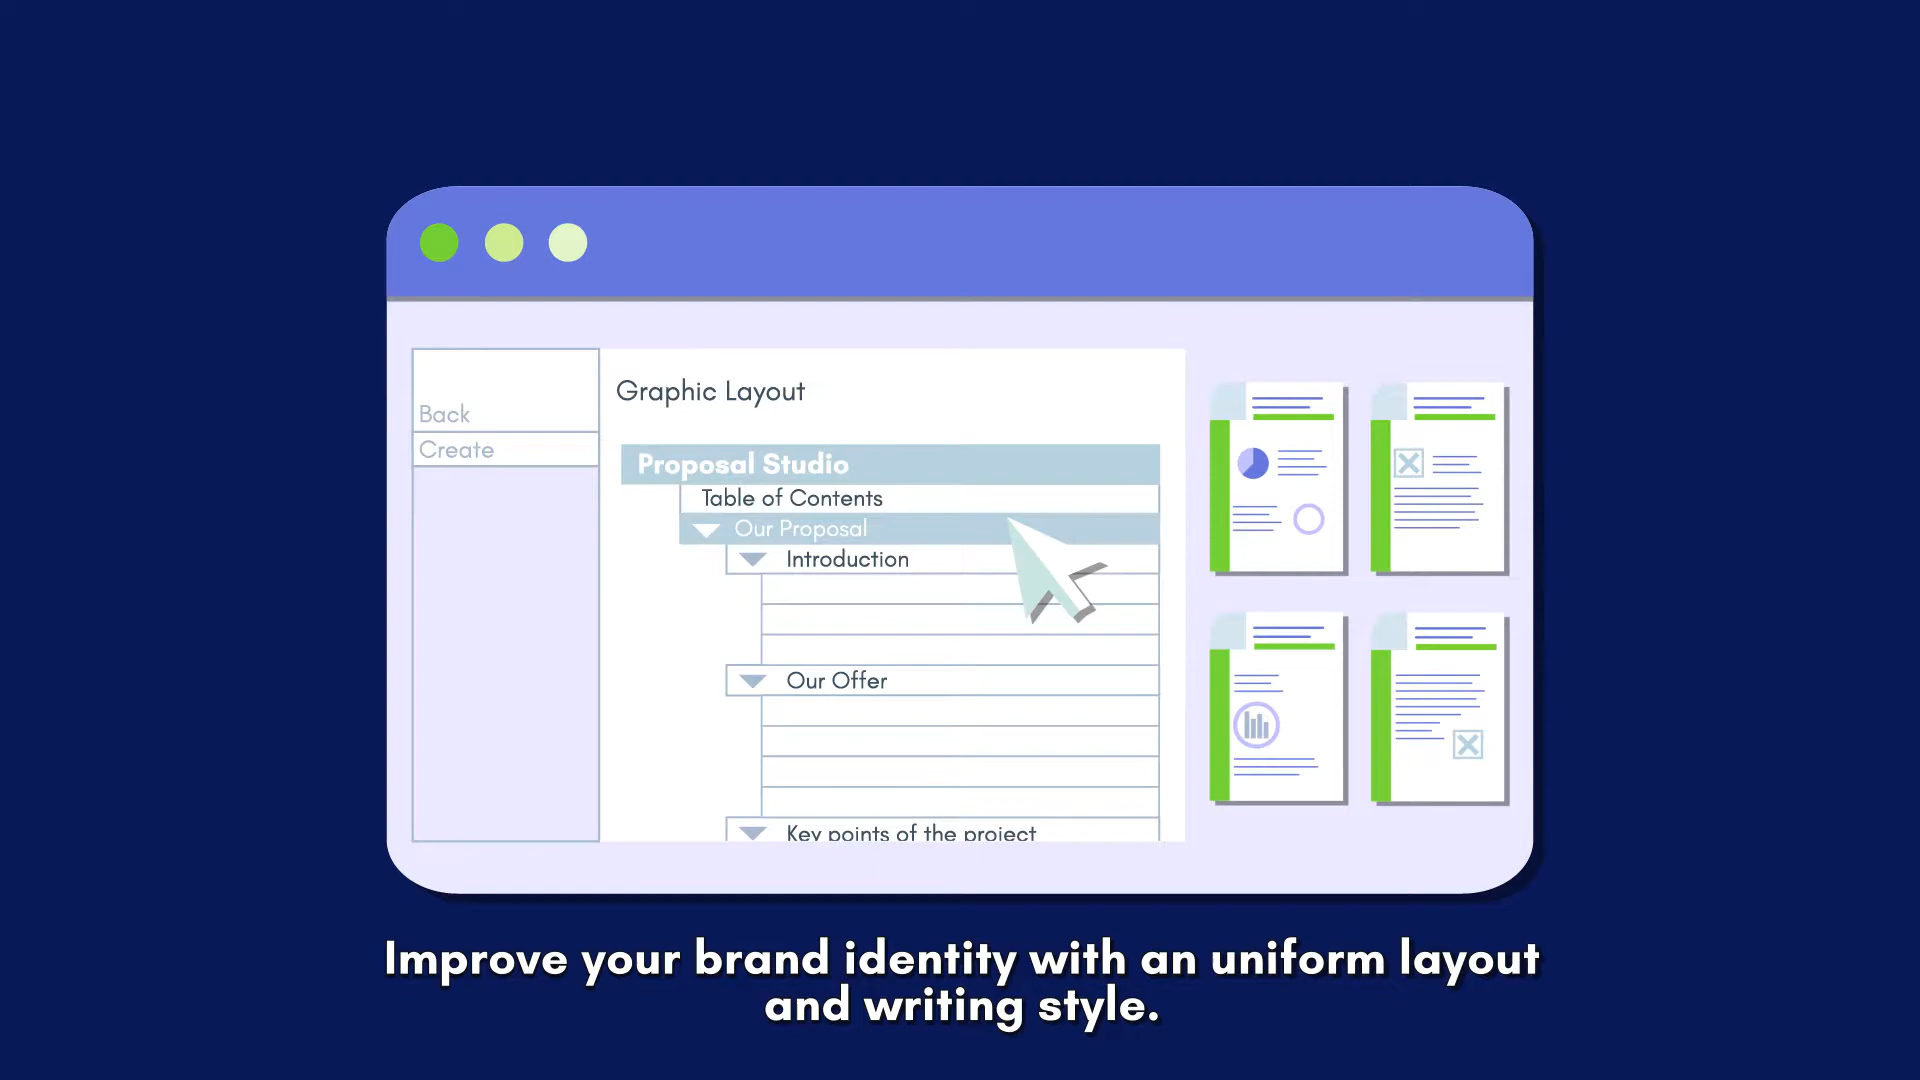 Back
Create
Graphic Layout
Proposal Studio
Table of Contents
Our Proposal
Introduction
Our Offer
Key points of the project
Improve your brand identity with an uniform layout
and writing style.